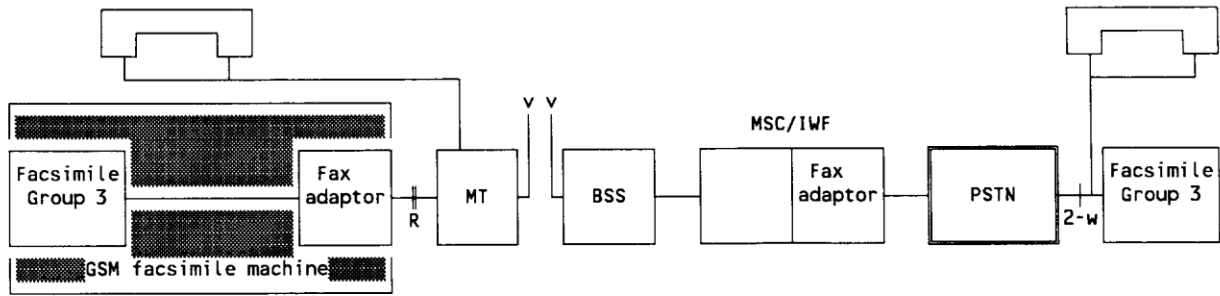 V V
MSC/IWF
Facsimile
Group 3
Fax
adaptor
R
MT
BSS
Fax
adaptor
PSTN
2-w
Facsimile
Group 3
GSM facsimile machine